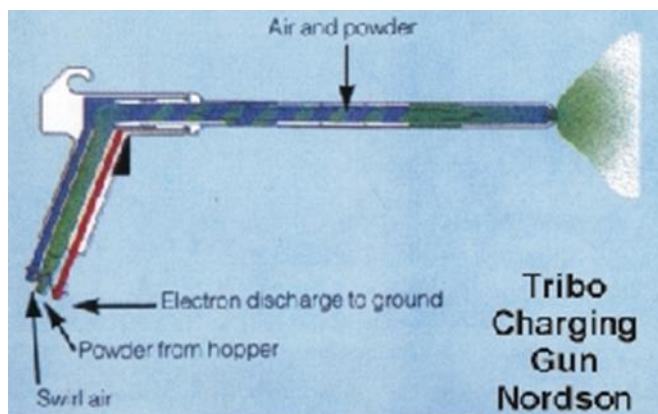 Air and powder
Electron discharge to ground
Powder from hopper
Swirl air
Tribo
Charging
Gun
Nordson